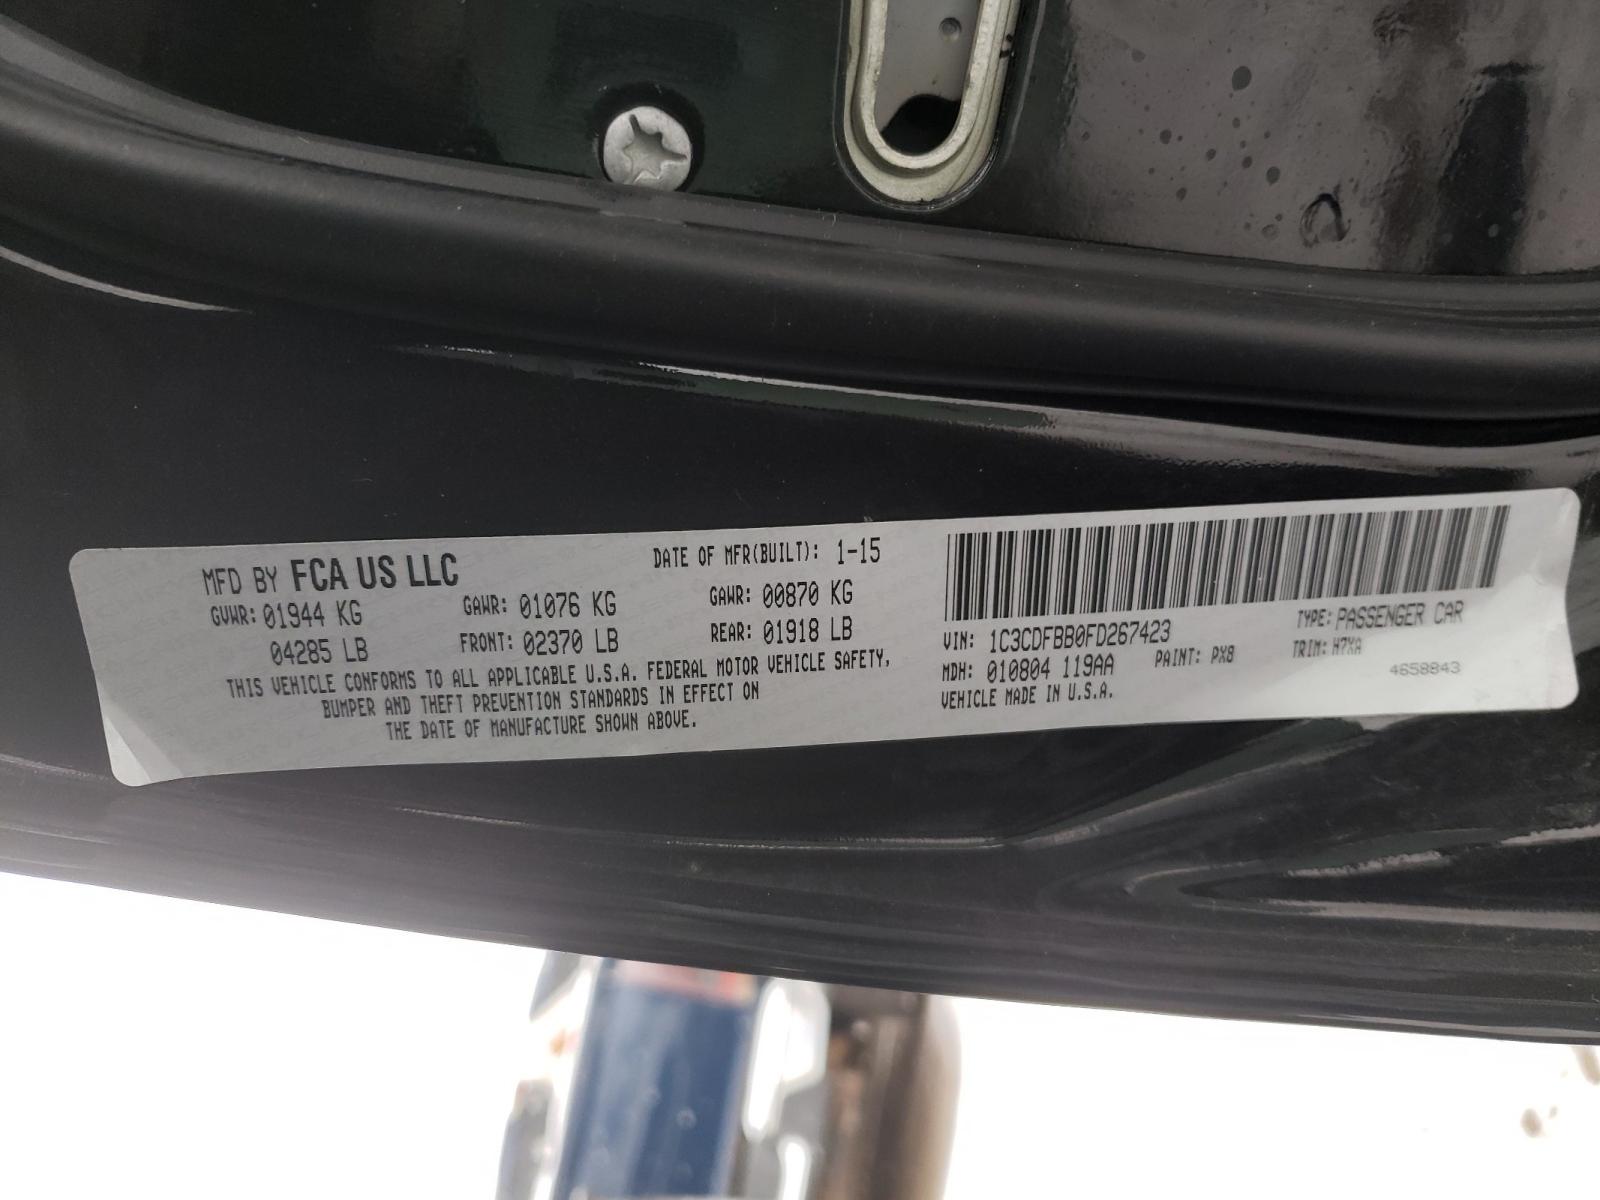 MFD BY FCA US LLC
DATE OF MFR(BUILT): 1-15
GVWR: 01944 KG
04285 LB
GAWR: 01076 KG
FRONT: 02370 LB
GAWR: 00870 KG
REAR: 01918 LB
THIS VEHICLE CONFORMS TO ALL APPLICABLE U.S.A. FEDERAL MOTOR VEHICLE SAFETY,
BUMPER AND THEFT PREVENTION STANDARDS IN EFFECT ON
THE DATE OF MANUFACTURE SHOWN ABOVE.
VIN: 1C3CDFBB0FD267423
TYPE: PASSENGER CAR
MDH: 010804 119AA
PAINT: PX8
TRIM: H7XA
VEHICLE MADE IN U.S.A.
4658843